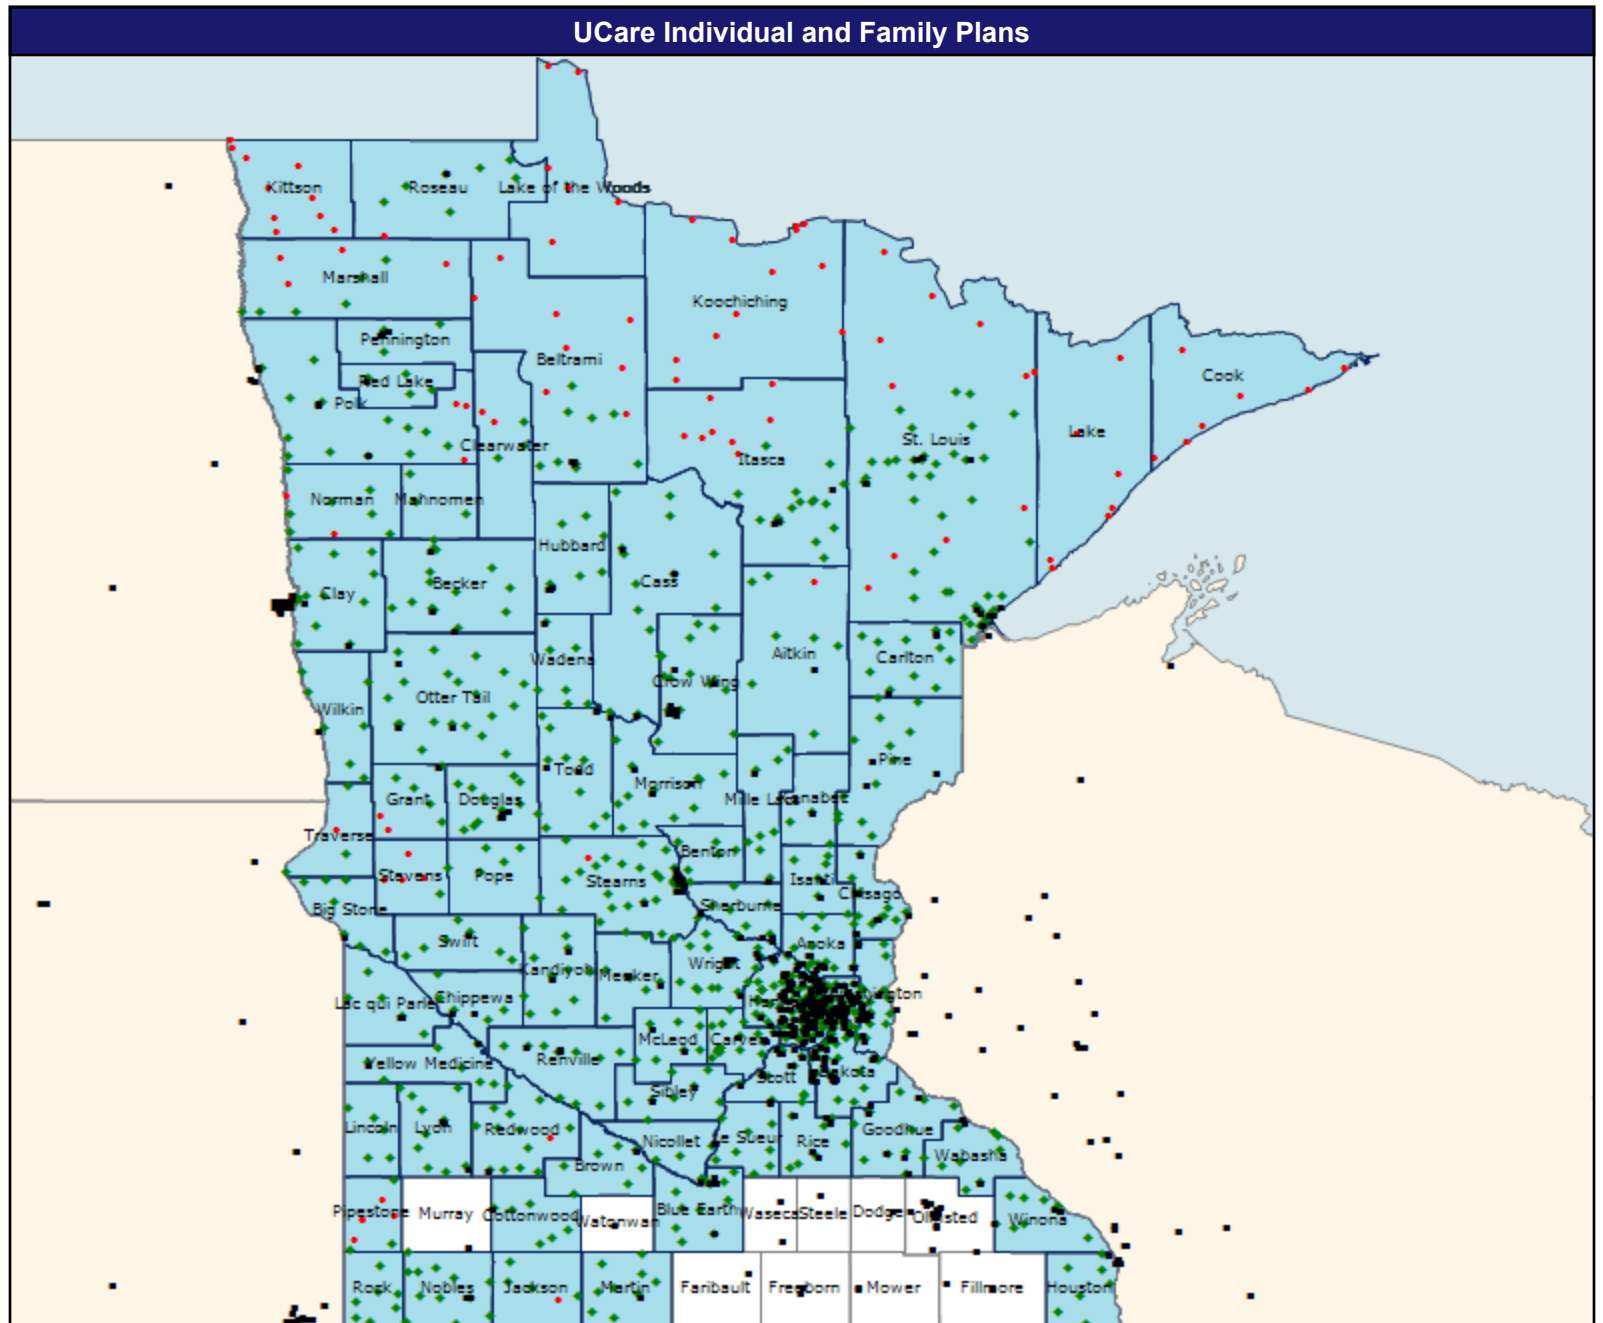 UCare Individual and Family Plans
Kittson
Roseau
Lake of the Woods
Marshall
Koochiching
Pennington
Beltrami
Red Lake
Cook
Polk
Lake
St. Louis
Clearwater
Itasca
Norman
Mahnomen
Hubbard
Becker
Cass
Clay
Aitkin
Carlton
Wadena
Crow Wing
Otter Tail
Wilkin
Pine
Todd
Morrison
Grant
Douglas
Mille Lacs
Kanabec
Traverse
Benton
Stevens
Pope
Stearns
Isanti
Chisago
Big Stone
Sherburne
Swift
Anoka
Wright
Kandiyohi
Meeker
Lac qui Parle
Chippewa
McLeod
Carver
Yellow Medicine
Renville
Scott
Dakota
Sibley
Lincoln
Lyon
Redwood
Nicollet
Le Sueur
Rice
Goodhue
Wabasha
Brown
Pipestone
Murray
Cottonwood
Watonwan
Blue Earth
Waseca
Steele
Dodge
Olmsted
Winona
Rock
Nobles
Jackson
Martin
Faribault
Freeborn
Mower
Fillmore
Houston